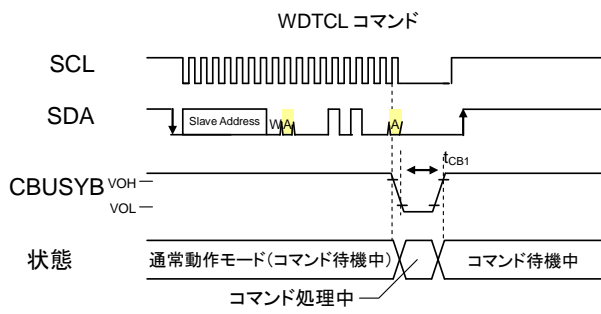 WDTCL コマンド
SCL
SDA
Slave Address
W
A
A
tCB1
CBUSYB
VOH
VOL
状態
通常動作モード(コマンド待機中)
コマンド待機中
コマンド処理中